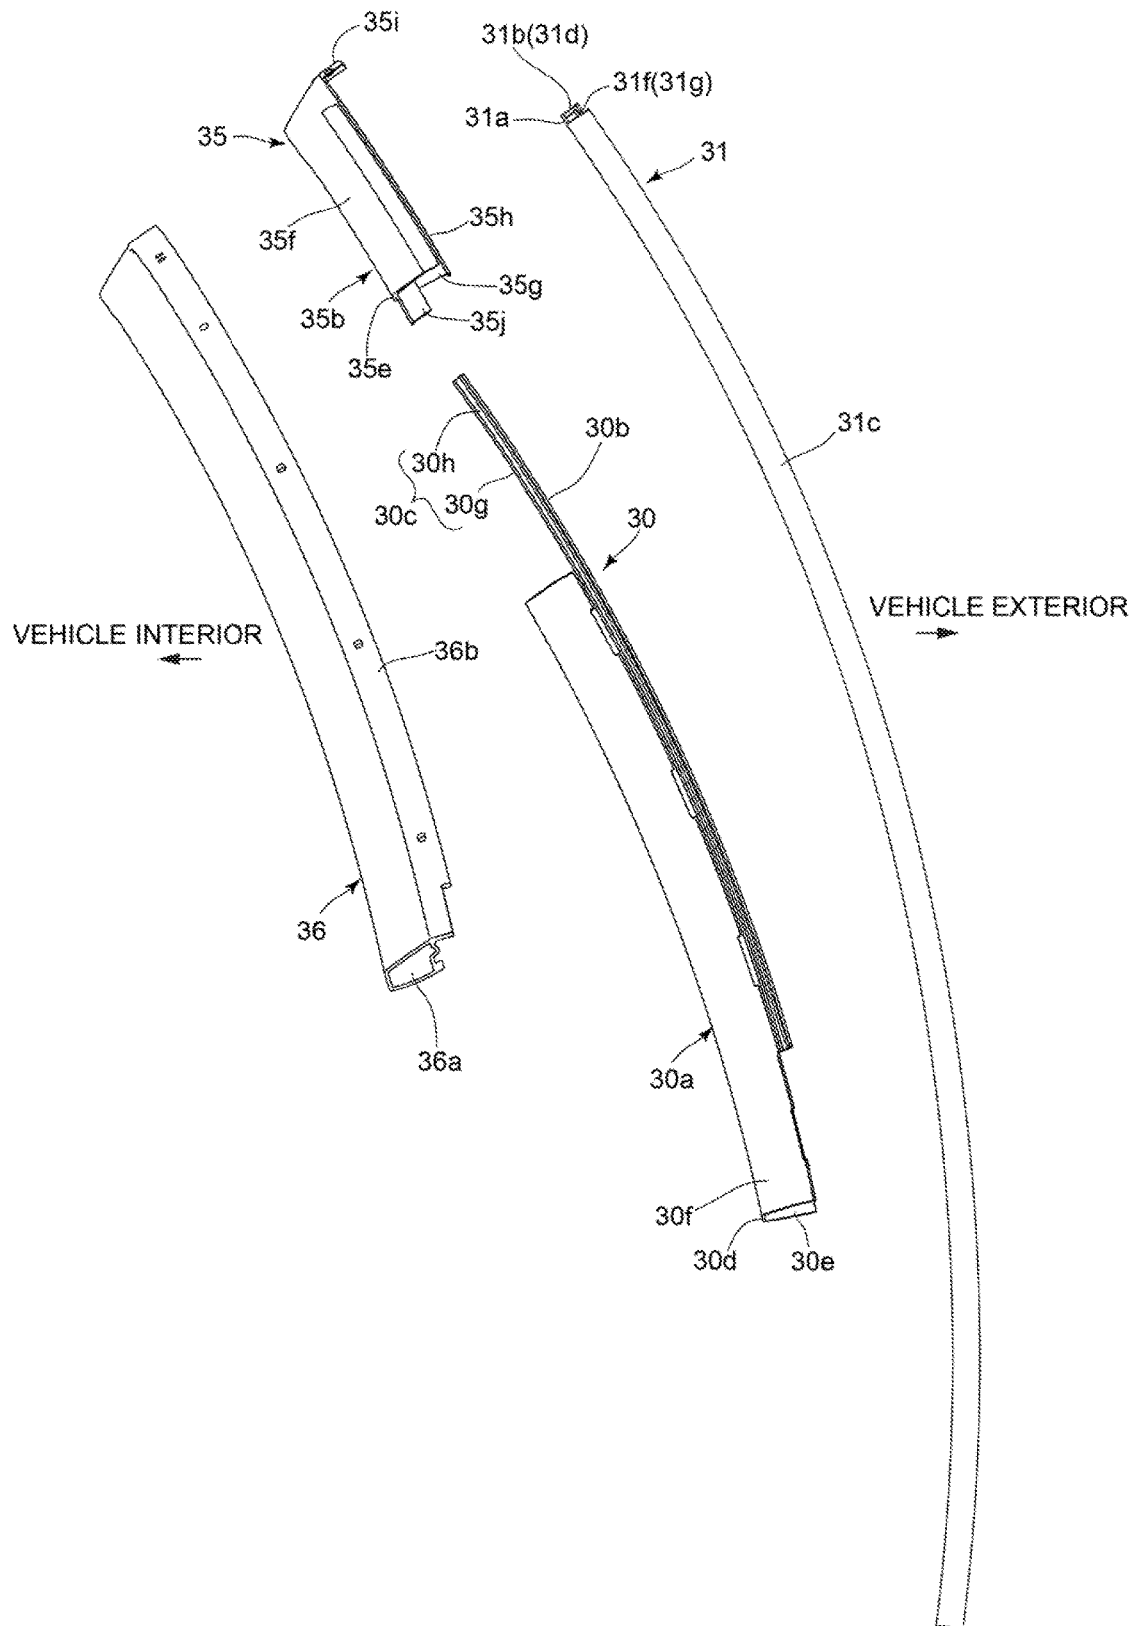 35i
31b(31d)
31f(31g)
31a
35
31
35h
35f
35g
35b
35j
35e
31c
30b
30h
30g
30c
30
VEHICLE EXTERIOR
VEHICLE INTERIOR
36b
36
36a
30a
30f
30d
30e